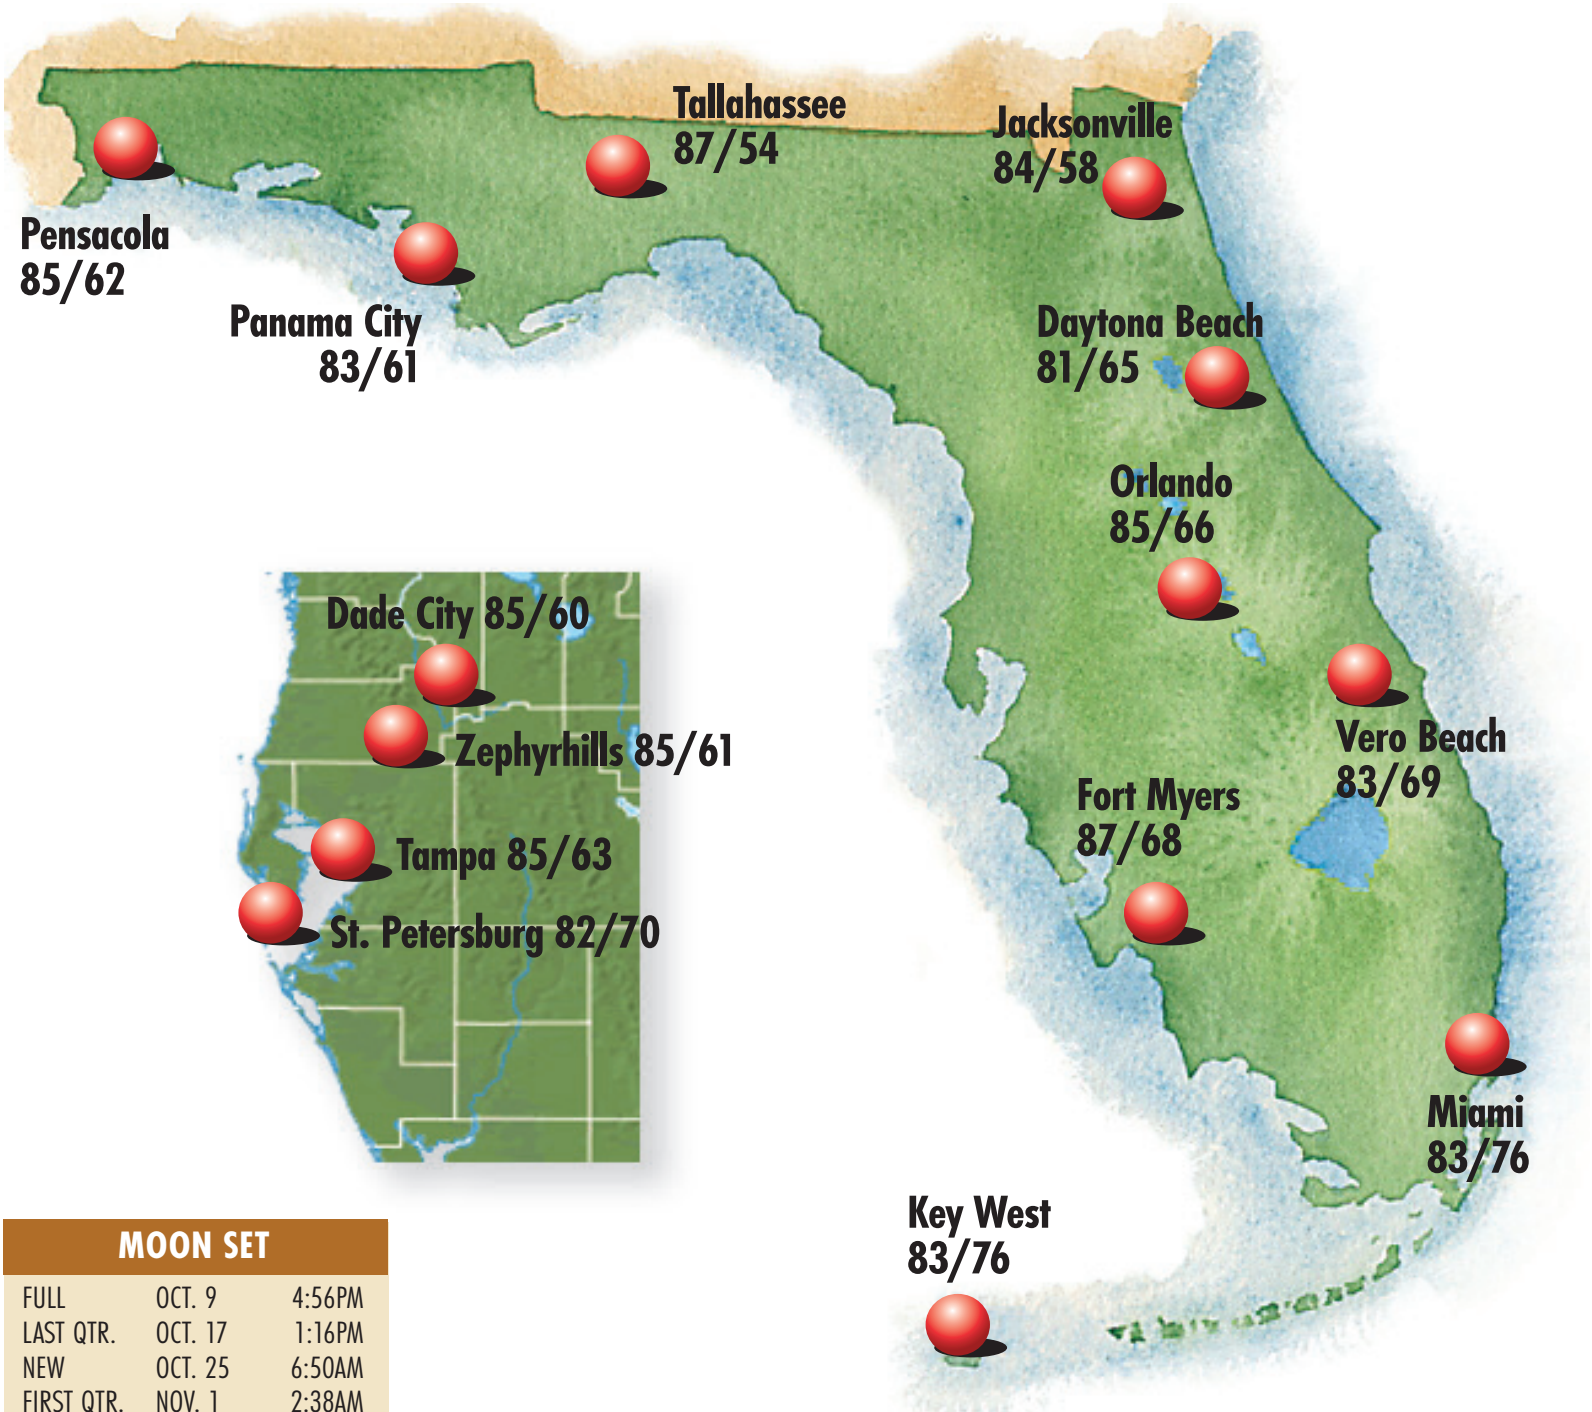 Tallahassee
87/54
Jacksonville
84/58
Pensacola
85/62
Panama City
83/61
Daytona Beach
81/65
Orlando
85/66
Dade City 85/60
Zephyrhills 85/61
Tampa 85/63
St. Petersburg 82/70
Vero Beach
83/69
Fort Myers
87/68
Miami
83/76
Key West
83/76
MOON SET
FULL OCT. 9 4:56PM
LAST QTR. OCT. 17 1:16PM
NEW OCT. 25 6:50AM
FIRST QTR. NOV. 1 2:38AM